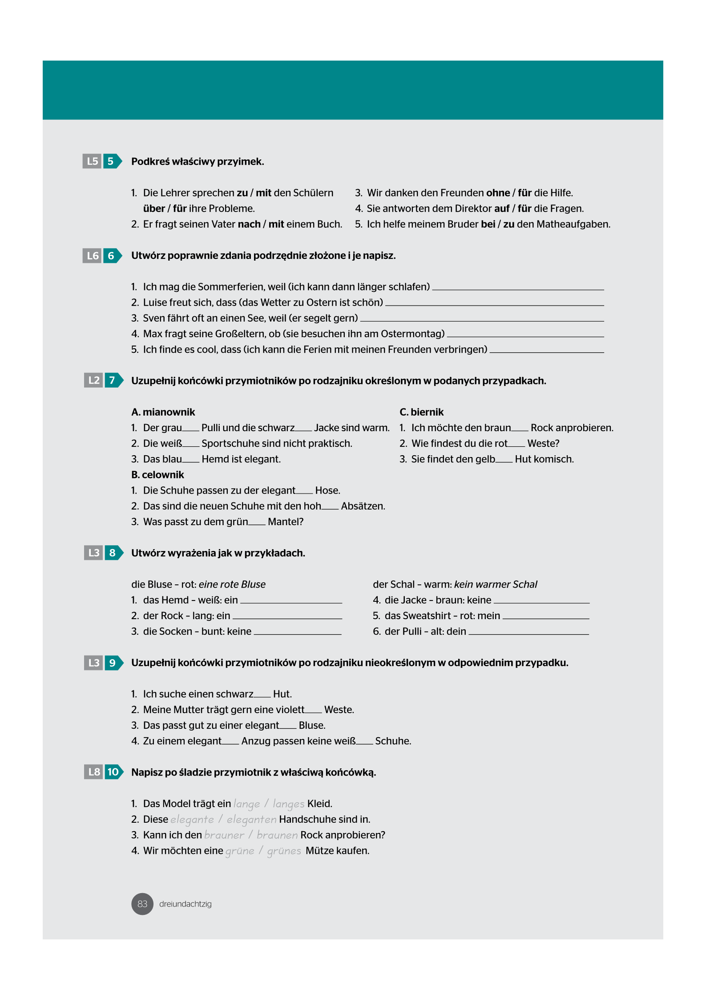 L5 5 Podkreś właściwy przyimek.
1. Die Lehrer sprechen zu / mit den Schülern
über / für ihre Probleme.
2. Er fragt seinen Vater nach / mit einem Buch.
3. Wir danken den Freunden ohne / für die Hilfe.
4. Sie antworten dem Direktor auf / für die Fragen.
5. Ich helfe meinem Bruder bei / zu den Matheaufgaben.
L6 6 Utwórz poprawnie zdania podrzędnie złożone i je napisz.
1. Ich mag die Sommerferien, weil (ich kann dann länger schlafen) ____
2. Luise freut sich, dass (das Wetter zu Ostern ist schön) ____
3. Sven fährt oft an einen See, weil (er segelt gern) ____
4. Max fragt seine Großeltern, ob (sie besuchen ihn am Ostermontag) ____
5. Ich finde es cool, dass (ich kann die Ferien mit meinen Freunden verbringen) ____
L2 7 Uzupełnij końcówki przymiotników po rodzajniku określonym w podanych przypadkach.
A. mianownik
1. Der grau___ Pulli und die schwarz___ Jacke sind warm.
2. Die weiß___ Sportschuhe sind nicht praktisch.
3. Das blau___ Hemd ist elegant.
B. celownik
1. Die Schuhe passen zu der elegant___ Hose.
2. Das sind die neuen Schuhe mit den hoh___ Absätzen.
3. Was passt zu dem grün___ Mantel?
C. biernik
1. Ich möchte den braun___ Rock anprobieren.
2. Wie findest du die rot___ Weste?
3. Sie findet den gelb___ Hut komisch.
L3 8 Utwórz wyrażenia jak w przykładach.
die Bluse – rot: eine rote Bluse
1. das Hemd – weiß: ein ____
2. der Rock – lang: ein ____
3. die Socken – bunt: keine ____
der Schal – warm: kein warmer Schal
4. die Jacke – braun: keine ____
5. das Sweatshirt – rot: mein ____
6. der Pulli – alt: dein ____
L3 9 Uzupełnij końcówki przymiotników po rodzajniku nieokreślonym w odpowiednim przypadku.
1. Ich suche einen schwarz___ Hut.
2. Meine Mutter trägt gern eine violett___ Weste.
3. Das passt gut zu einer elegant___ Bluse.
4. Zu einem elegant___ Anzug passen keine weiß___ Schuhe.
L8 10 Napisz po śladzie przymiotnik z właściwą końcówką.
1. Das Model trägt ein lange / langes Kleid.
2. Diese elegante / eleganten Handschuhe sind in.
3. Kann ich den brauner / braunen Rock anprobieren?
4. Wir möchten eine grüne / grünes Mütze kaufen.
83 dreiundachtzig